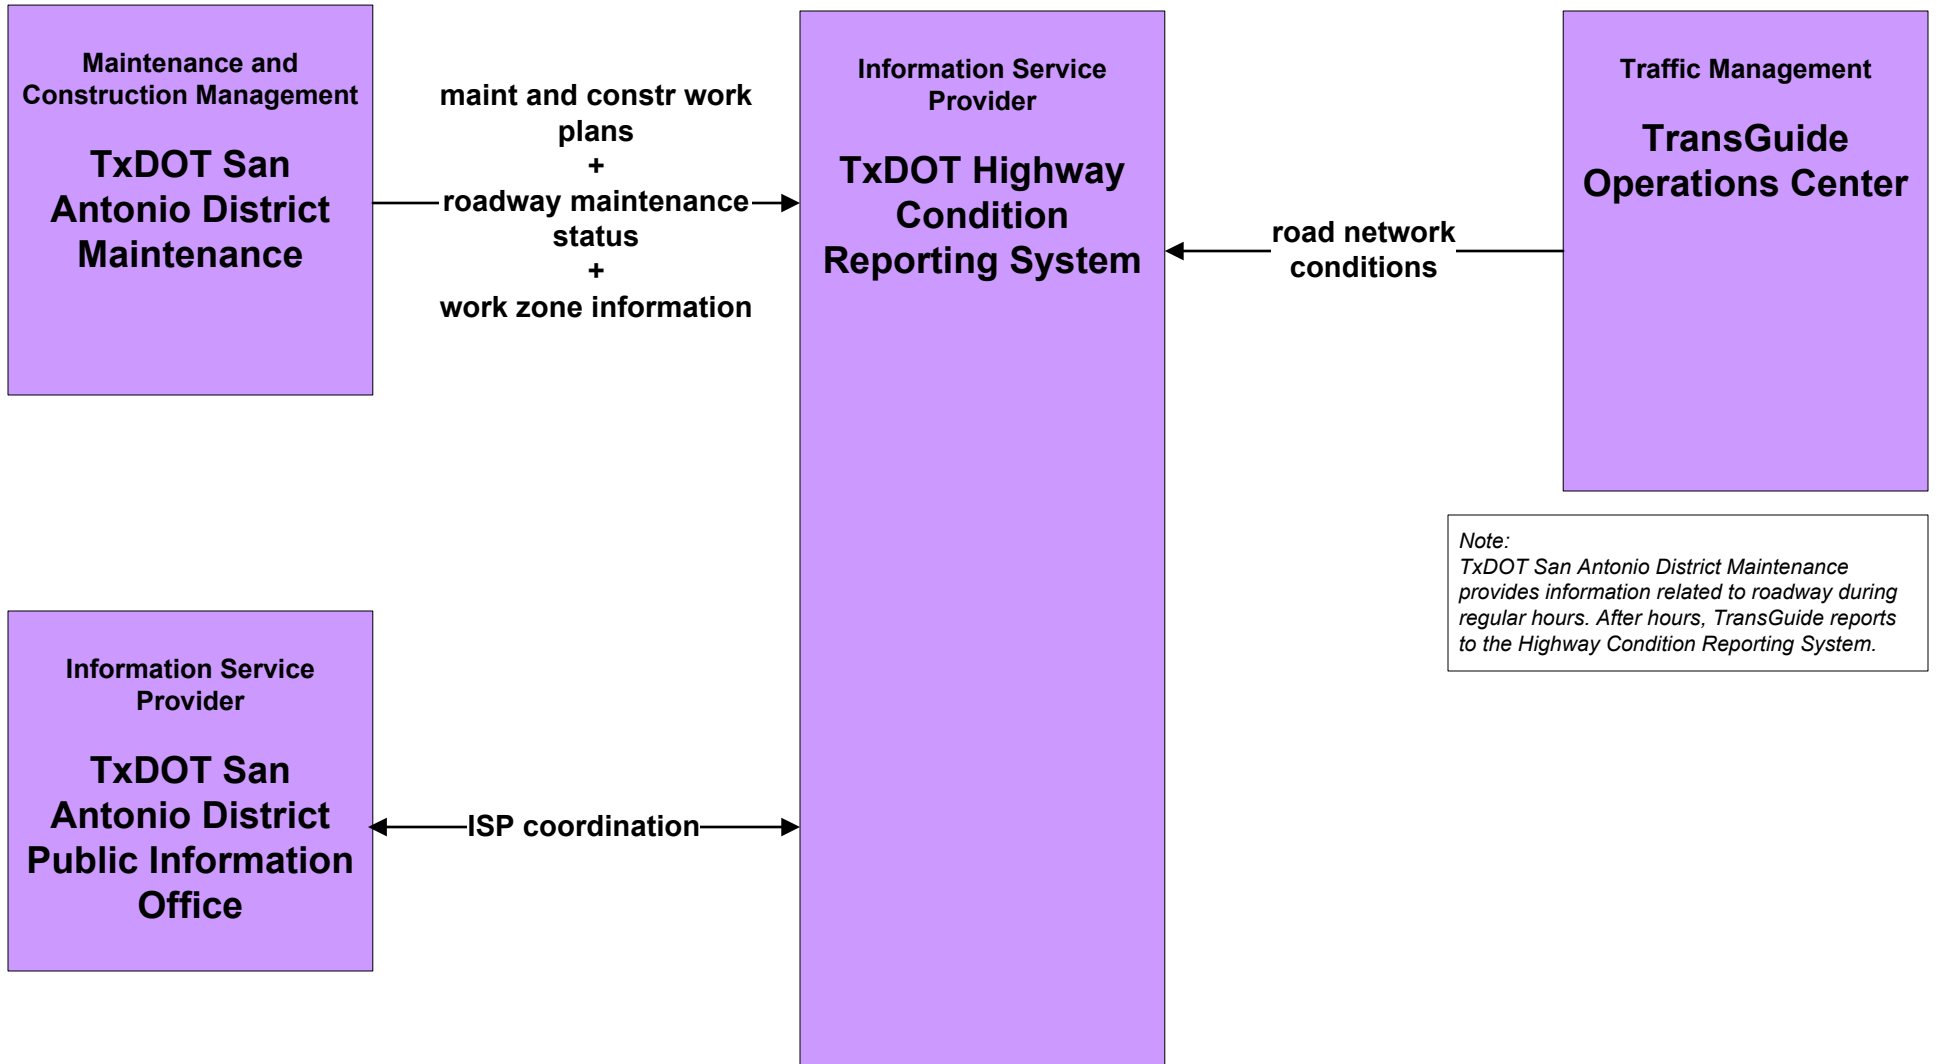 Maintenance and
Construction Management
TxDOT San
Antonio District
Maintenance
maint and constr work
plans
+
roadway maintenance
status
+
work zone information
Information Service
Provider
TxDOT Highway
Condition
Reporting System
road network
conditions
Traffic Management
TransGuide
Operations Center
Note:
TxDOT San Antonio District Maintenance
provides information related to roadway during
regular hours. After hours, TransGuide reports
to the Highway Condition Reporting System.
Information Service
Provider
TxDOT San
Antonio District
Public Information
Office
ISP coordination